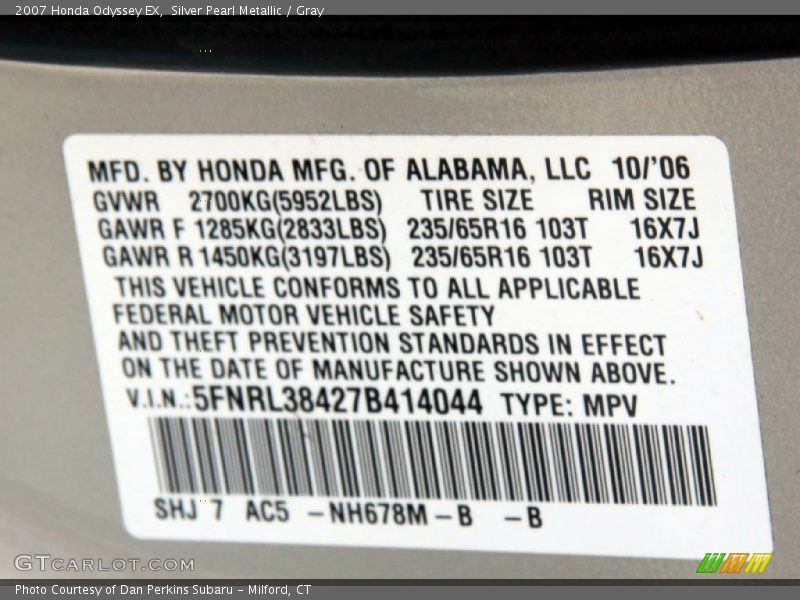 2007 Honda Odyssey EX, Silver Pearl Metallic / Gray
MFD. BY HONDA MFG. OF ALABAMA, LLC 10/'06
GVWR 2700KG(5952LBS) TIRE SIZE RIM SIZE
GAWR F 1285KG(2833LBS) 235/65R16 103T 16X7J
GAWR R 1450KG(3197LBS) 235/65R16 103T 16X7J
THIS VEHICLE CONFORMS TO ALL APPLICABLE
FEDERAL MOTOR VEHICLE SAFETY
AND THEFT PREVENTION STANDARDS IN EFFECT
ON THE DATE OF MANUFACTURE SHOWN ABOVE.
V.I.N.:5FNRL38427B414044 TYPE: MPV
SHJ 7 AC5 -NH678M-B -B
GTCARLOT.COM
Photo Courtesy of Dan Perkins Subaru - Milford, CT